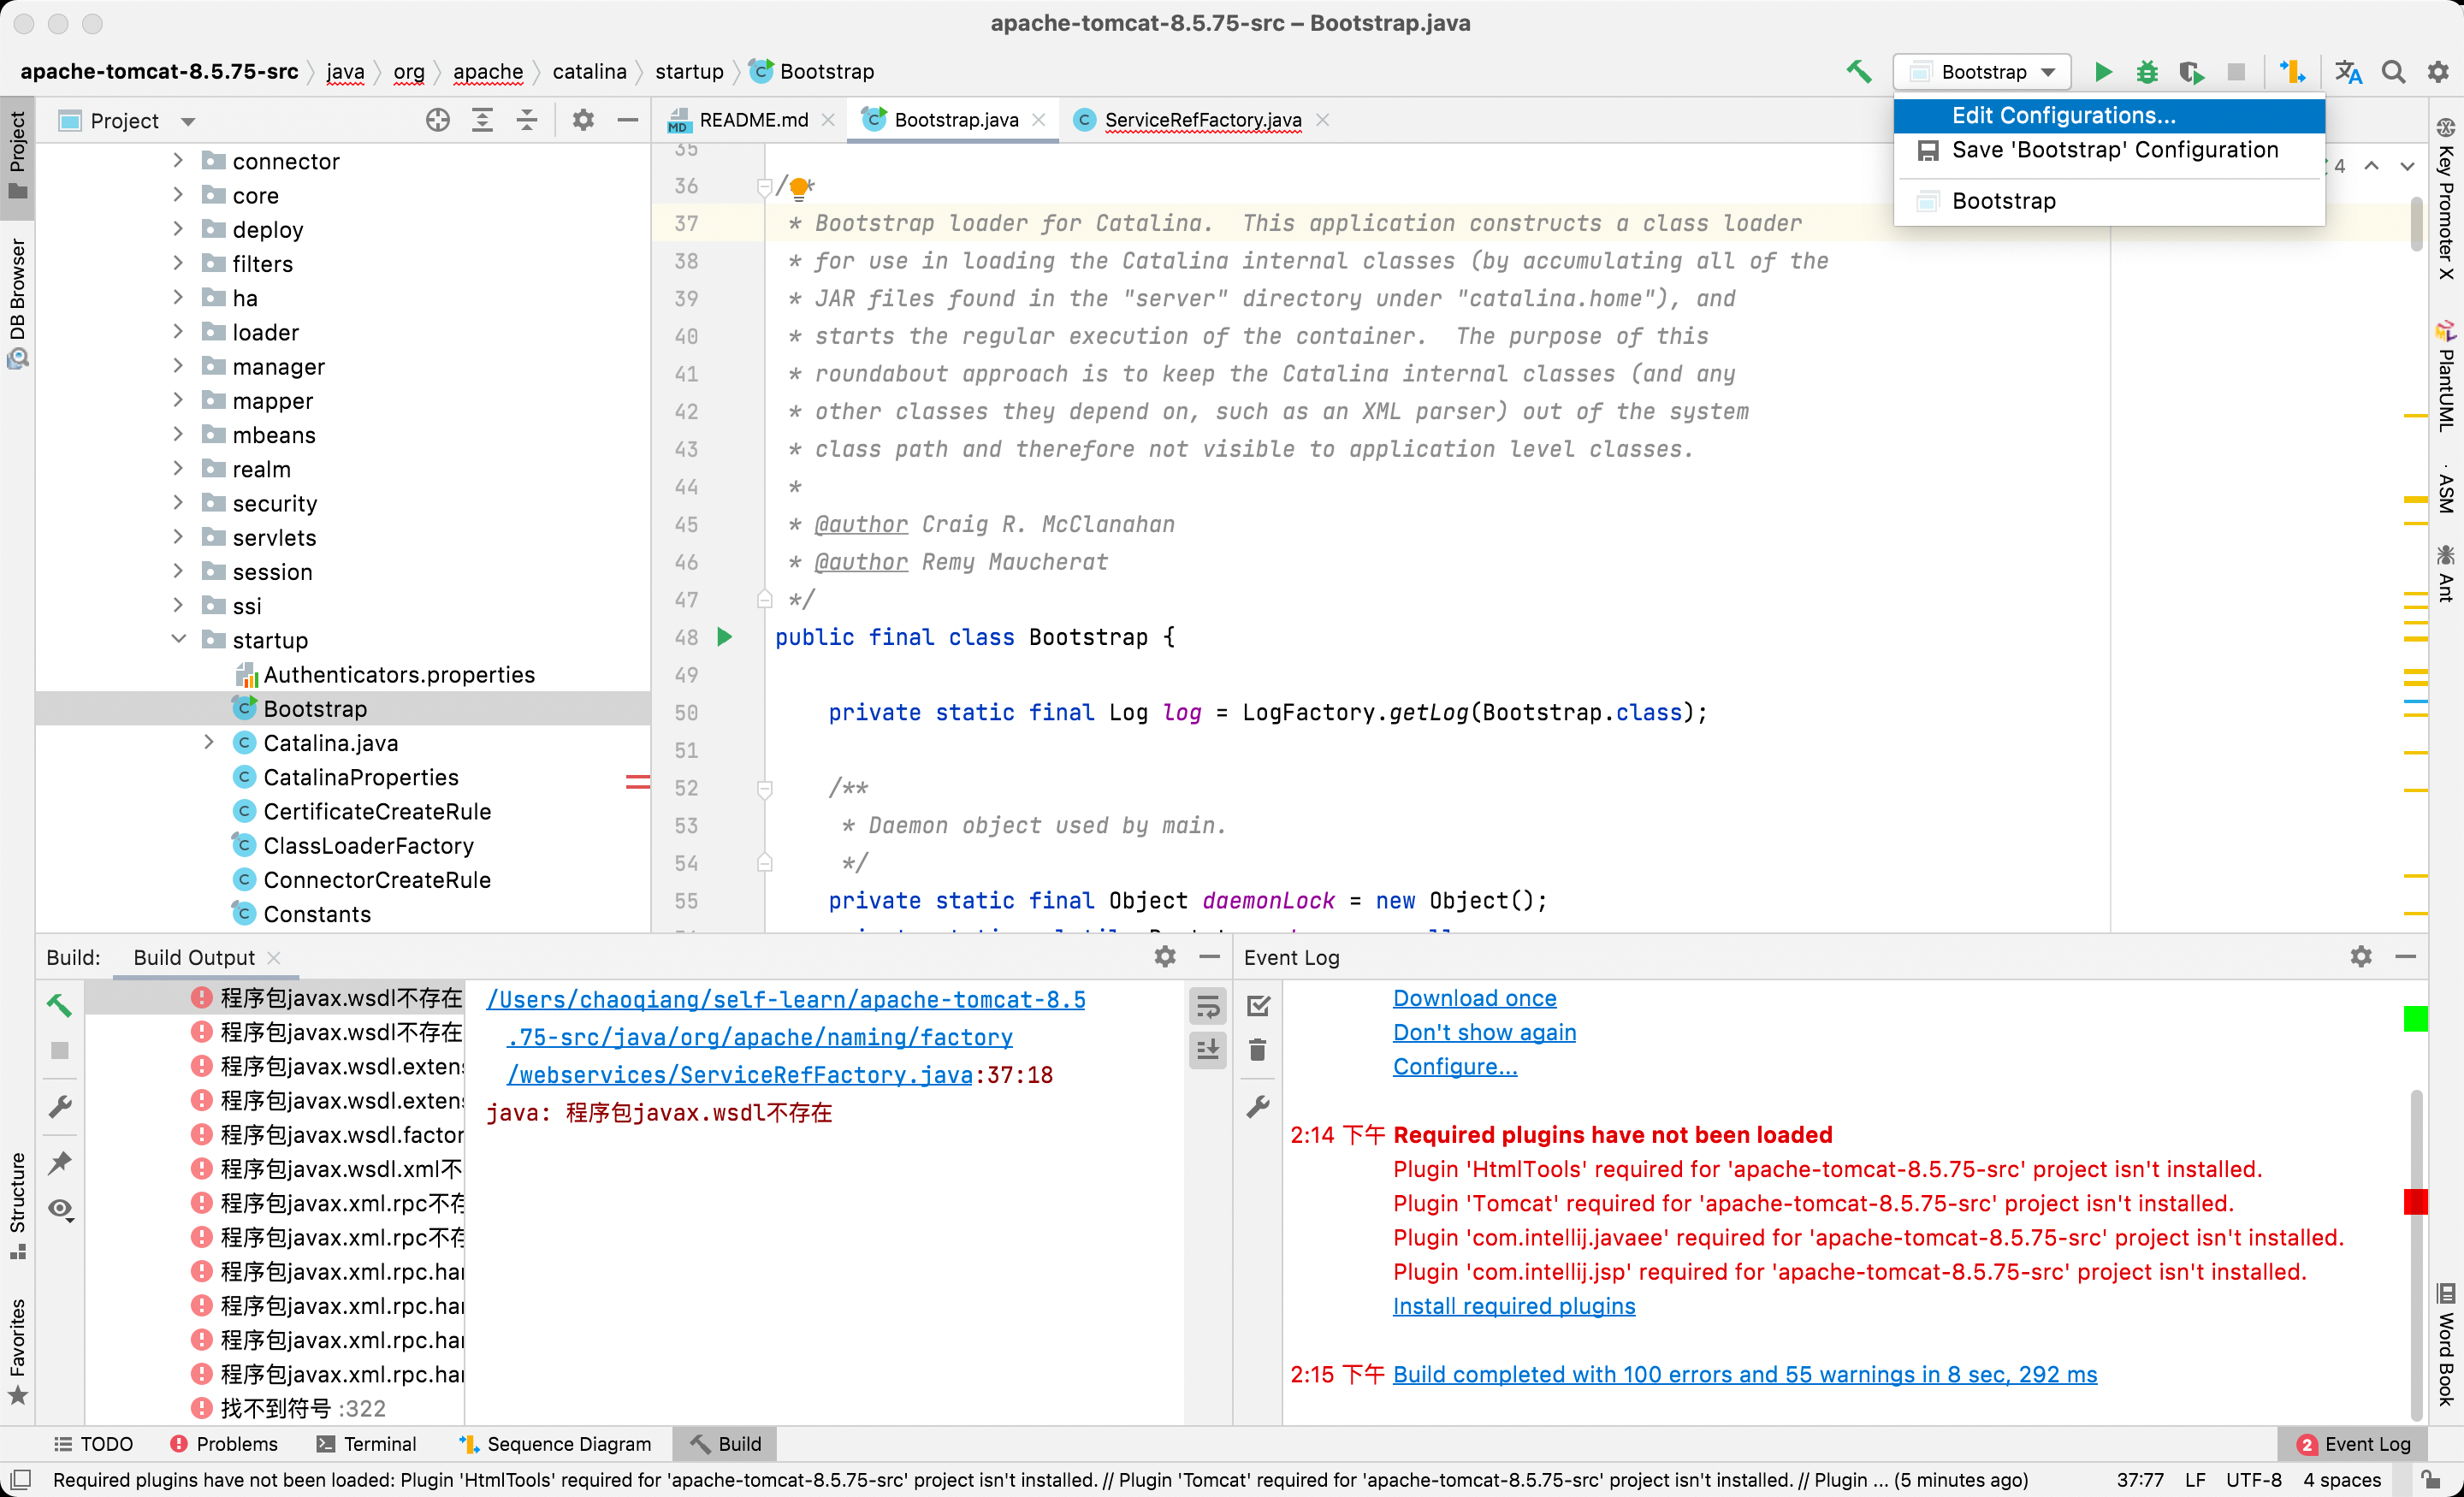 apache-tomcat-8.5.75-src – Bootstrap.java
apache-tomcat-8.5.75-src
java
org
apache
catalina
startup
Bootstrap
Bootstrap
Edit Configurations...
Save 'Bootstrap' Configuration
Bootstrap
Project
DB Browser
Structure
Favorites
Project
connector
core
deploy
filters
ha
loader
manager
mapper
mbeans
realm
security
servlets
session
ssi
startup
Authenticators.properties
Bootstrap
Catalina.java
CatalinaProperties
CertificateCreateRule
ClassLoaderFactory
ConnectorCreateRule
Constants
README.md
Bootstrap.java
ServiceRefFactory.java
4
35
36 /**
37 * Bootstrap loader for Catalina.  This application constructs a class loader
38 * for use in loading the Catalina internal classes (by accumulating all of the
39 * JAR files found in the "server" directory under "catalina.home"), and
40 * starts the regular execution of the container.  The purpose of this
41 * roundabout approach is to keep the Catalina internal classes (and any
42 * other classes they depend on, such as an XML parser) out of the system
43 * class path and therefore not visible to application level classes.
44 *
45 * @author Craig R. McClanahan
46 * @author Remy Maucherat
47 */
48 public final class Bootstrap {
49
50 private static final Log log = LogFactory.getLog(Bootstrap.class);
51
52 /**
53 * Daemon object used by main.
54 */
55 private static final Object daemonLock = new Object();
Key Promoter X
PlantUML
ASM
Ant
Word Book
Build:
Build Output
程序包javax.wsdl不存在
程序包javax.wsdl不存在
程序包javax.wsdl.extens
程序包javax.wsdl.extens
程序包javax.wsdl.factor
程序包javax.wsdl.xml不
程序包javax.xml.rpc不存
程序包javax.xml.rpc不存
程序包javax.xml.rpc.har
程序包javax.xml.rpc.har
程序包javax.xml.rpc.har
程序包javax.xml.rpc.har
找不到符号 :322
/Users/chaoqiang/self-learn/apache-tomcat-8.5
.75-src/java/org/apache/naming/factory
/webservices/ServiceRefFactory.java:37:18
java: 程序包javax.wsdl不存在
Event Log
Download once
Don't show again
Configure...
2:14 下午 Required plugins have not been loaded
Plugin 'HtmlTools' required for 'apache-tomcat-8.5.75-src' project isn't installed.
Plugin 'Tomcat' required for 'apache-tomcat-8.5.75-src' project isn't installed.
Plugin 'com.intellij.javaee' required for 'apache-tomcat-8.5.75-src' project isn't installed.
Plugin 'com.intellij.jsp' required for 'apache-tomcat-8.5.75-src' project isn't installed.
Install required plugins
2:15 下午 Build completed with 100 errors and 55 warnings in 8 sec, 292 ms
TODO
Problems
Terminal
Sequence Diagram
Build
2 Event Log
Required plugins have not been loaded: Plugin 'HtmlTools' required for 'apache-tomcat-8.5.75-src' project isn't installed. // Plugin 'Tomcat' required for 'apache-tomcat-8.5.75-src' project isn't installed. // Plugin ... (5 minutes ago)
37:77
LF
UTF-8
4 spaces